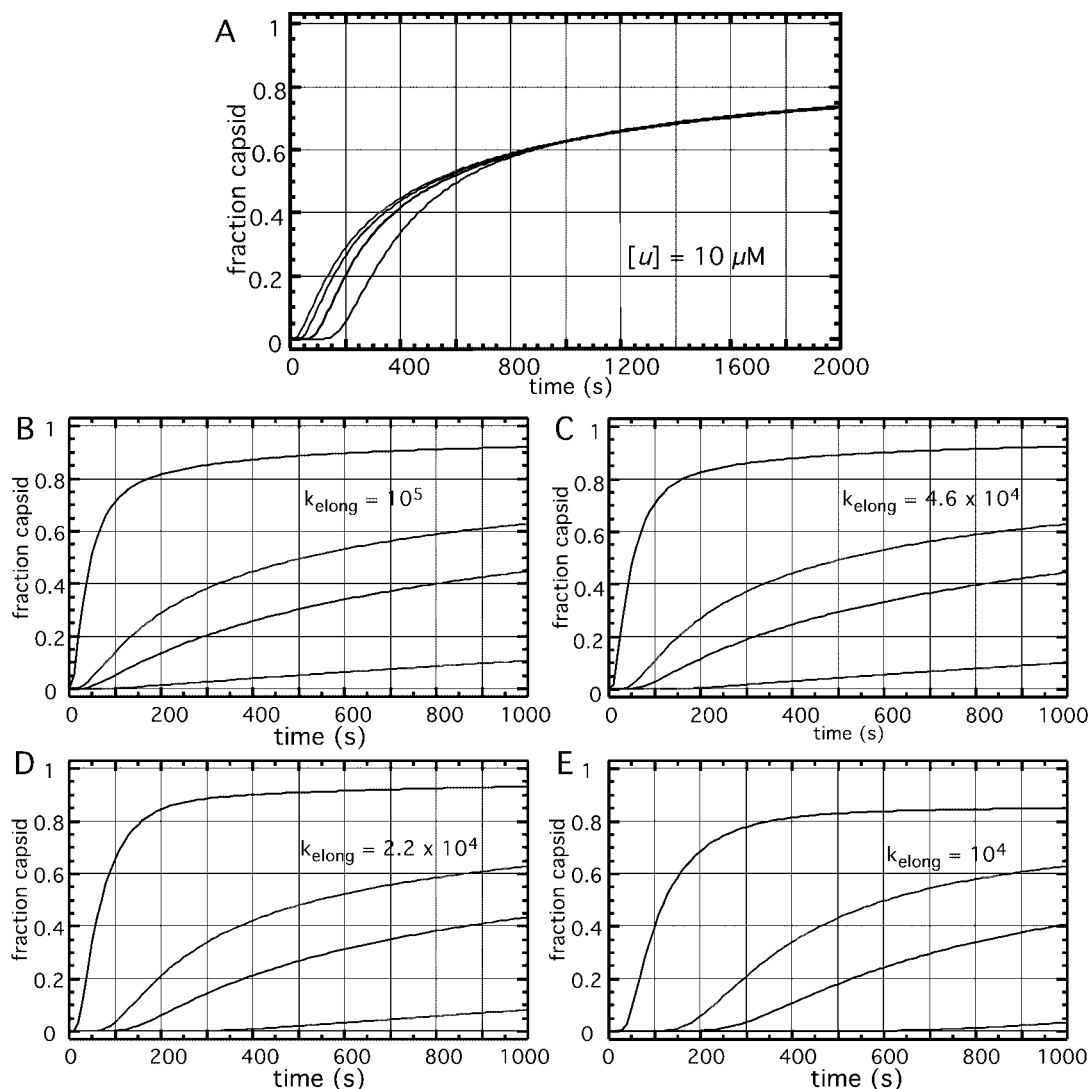 A
1
0.8
0.6
0.4
0.2
0
fraction capsid
[u] = 10 µM
0 400 800 1200 1600 2000
time (s)
B
1
0.8
0.6
0.4
0.2
0
fraction capsid
k elong = 10^5
0 200 400 600 800 1000
time (s)
C
1
0.8
0.6
0.4
0.2
0
fraction capsid
k elong = 4.6 x 10^4
0 200 400 600 800 1000
time (s)
D
1
0.8
0.6
0.4
0.2
0
fraction capsid
k elong = 2.2 x 10^4
0 200 400 600 800 1000
time (s)
E
1
0.8
0.6
0.4
0.2
0
fraction capsid
k elong = 10^4
0 200 400 600 800 1000
time (s)